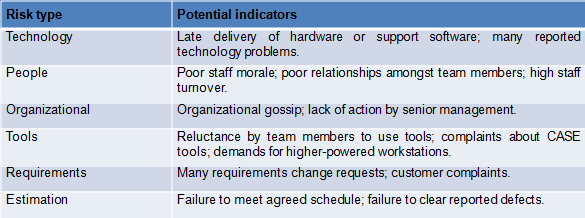 Risk type Potential indicators
Technology Late delivery of hardware or support software; many reported
technology problems.
People Poor staff morale; poor relationships amongst team members; high staff
turnover.
Organizational Organizational gossip; lack of action by senior management.
Tools Reluctance by team members to use tools; complaints about CASE
tools; demands for higher-powered workstations.
Requirements Many requirements change requests; customer complaints.
Estimation Failure to meet agreed schedule; failure to clear reported defects.